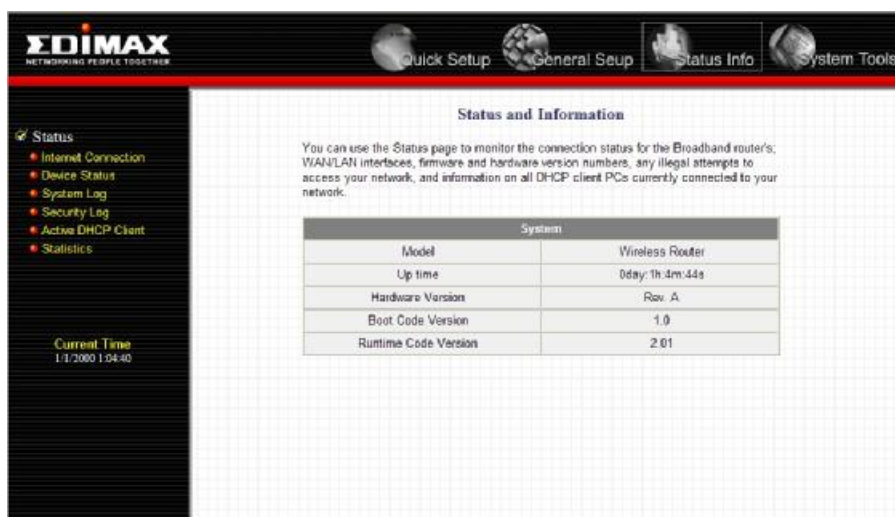 EDIMAX
NETWORKING PEOPLE TOGETHER
Quick Setup General Seup Status Info System Tools
Status
Internet Connection
Device Status
System Log
Security Log
Active DHCP Client
Statistics
Current Time
1/1/2000 1:04:40
Status and Information
You can use the Status page to monitor the connection status for the Broadband router's,
WAN/LAN interfaces, firmware and hardware version numbers, any illegal attempts to
access your network, and information on all DHCP client PCs currently connected to your
network.
System
Model Wireless Router
Up time 0day:1h:4m:44s
Hardware Version Rev. A
Boot Code Version 1.0
Runtime Code Version 2.01